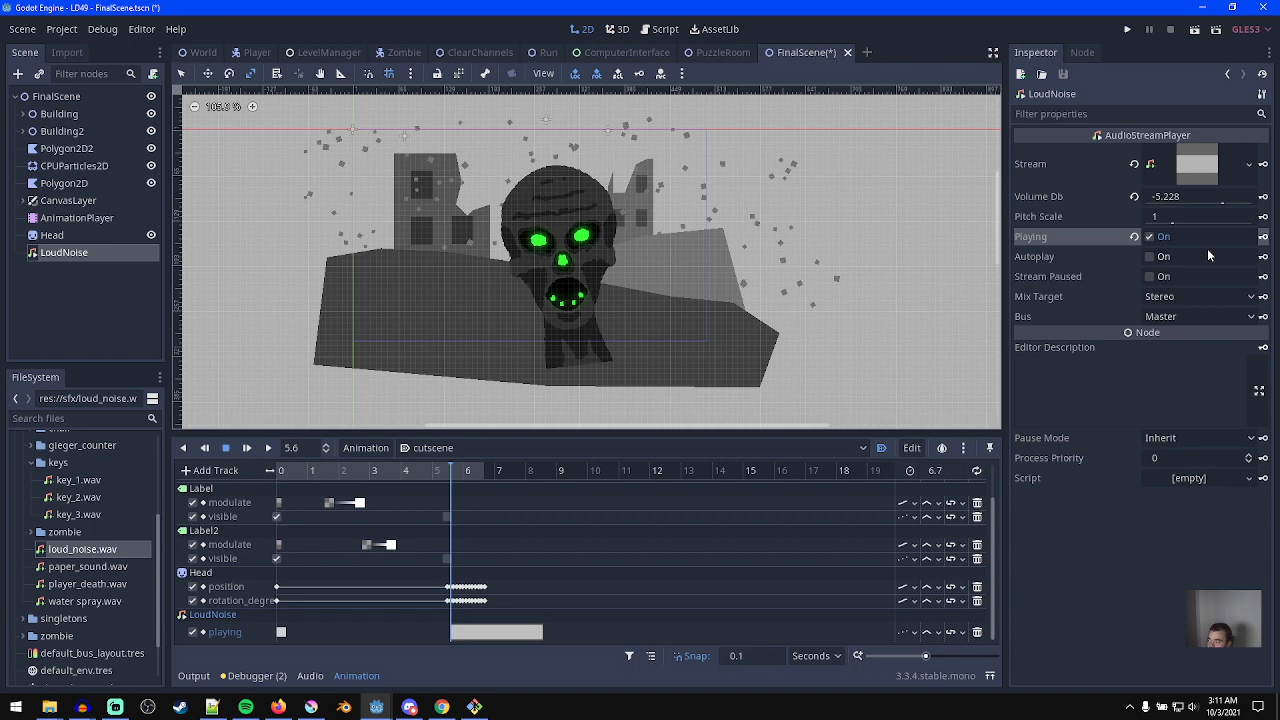 Godot Engine - LD49 - FinalScene.tscn (*)
Scene Project Debug Editor Help
2D 3D Script AssetLib
GLES3
Scene Import
World Player LevelManager Zombie ClearChannels Run ComputerInterface PuzzleRoom FinalScene(*)
Inspector Node
Filter nodes
View
LoudNoise
Filter properties
FinalScene
Building
Building2
Polygon2D2
CPUParticles2D
Polygon2D
CanvasLayer
AnimationPlayer
Head
LoudNoise
105.8 %
AudioStreamPlayer
Stream
Volume Db -5.228
Pitch Scale 1
Playing On
Autoplay On
Stream Paused On
Mix Target Stereo
Bus Master
Node
Editor Description
Pause Mode Inherit
Process Priority 0
Script [empty]
FileSystem
res://sfx/loud_noise.w
Search files
gieger_counter
keys
key_1.wav
key_2.wav
key_3.wav
zombie
loud_noise.wav
paper_sound.wav
player_death.wav
water spray.wav
singletons
zombie
default_bus_layout.tres
default_env.tres
5.6 Animation cutscene Edit
Add Track 0 1 2 3 4 5 6 7 8 9 10 11 12 13 14 15 16 17 18 19 6.7
Label
modulate
visible
Label2
modulate
visible
Head
position
rotation_degre
LoudNoise
playing
Snap: 0.1 Seconds
Output Debugger (2) Audio Animation 3.3.4.stable.mono
3:11 AM
10/3/2021